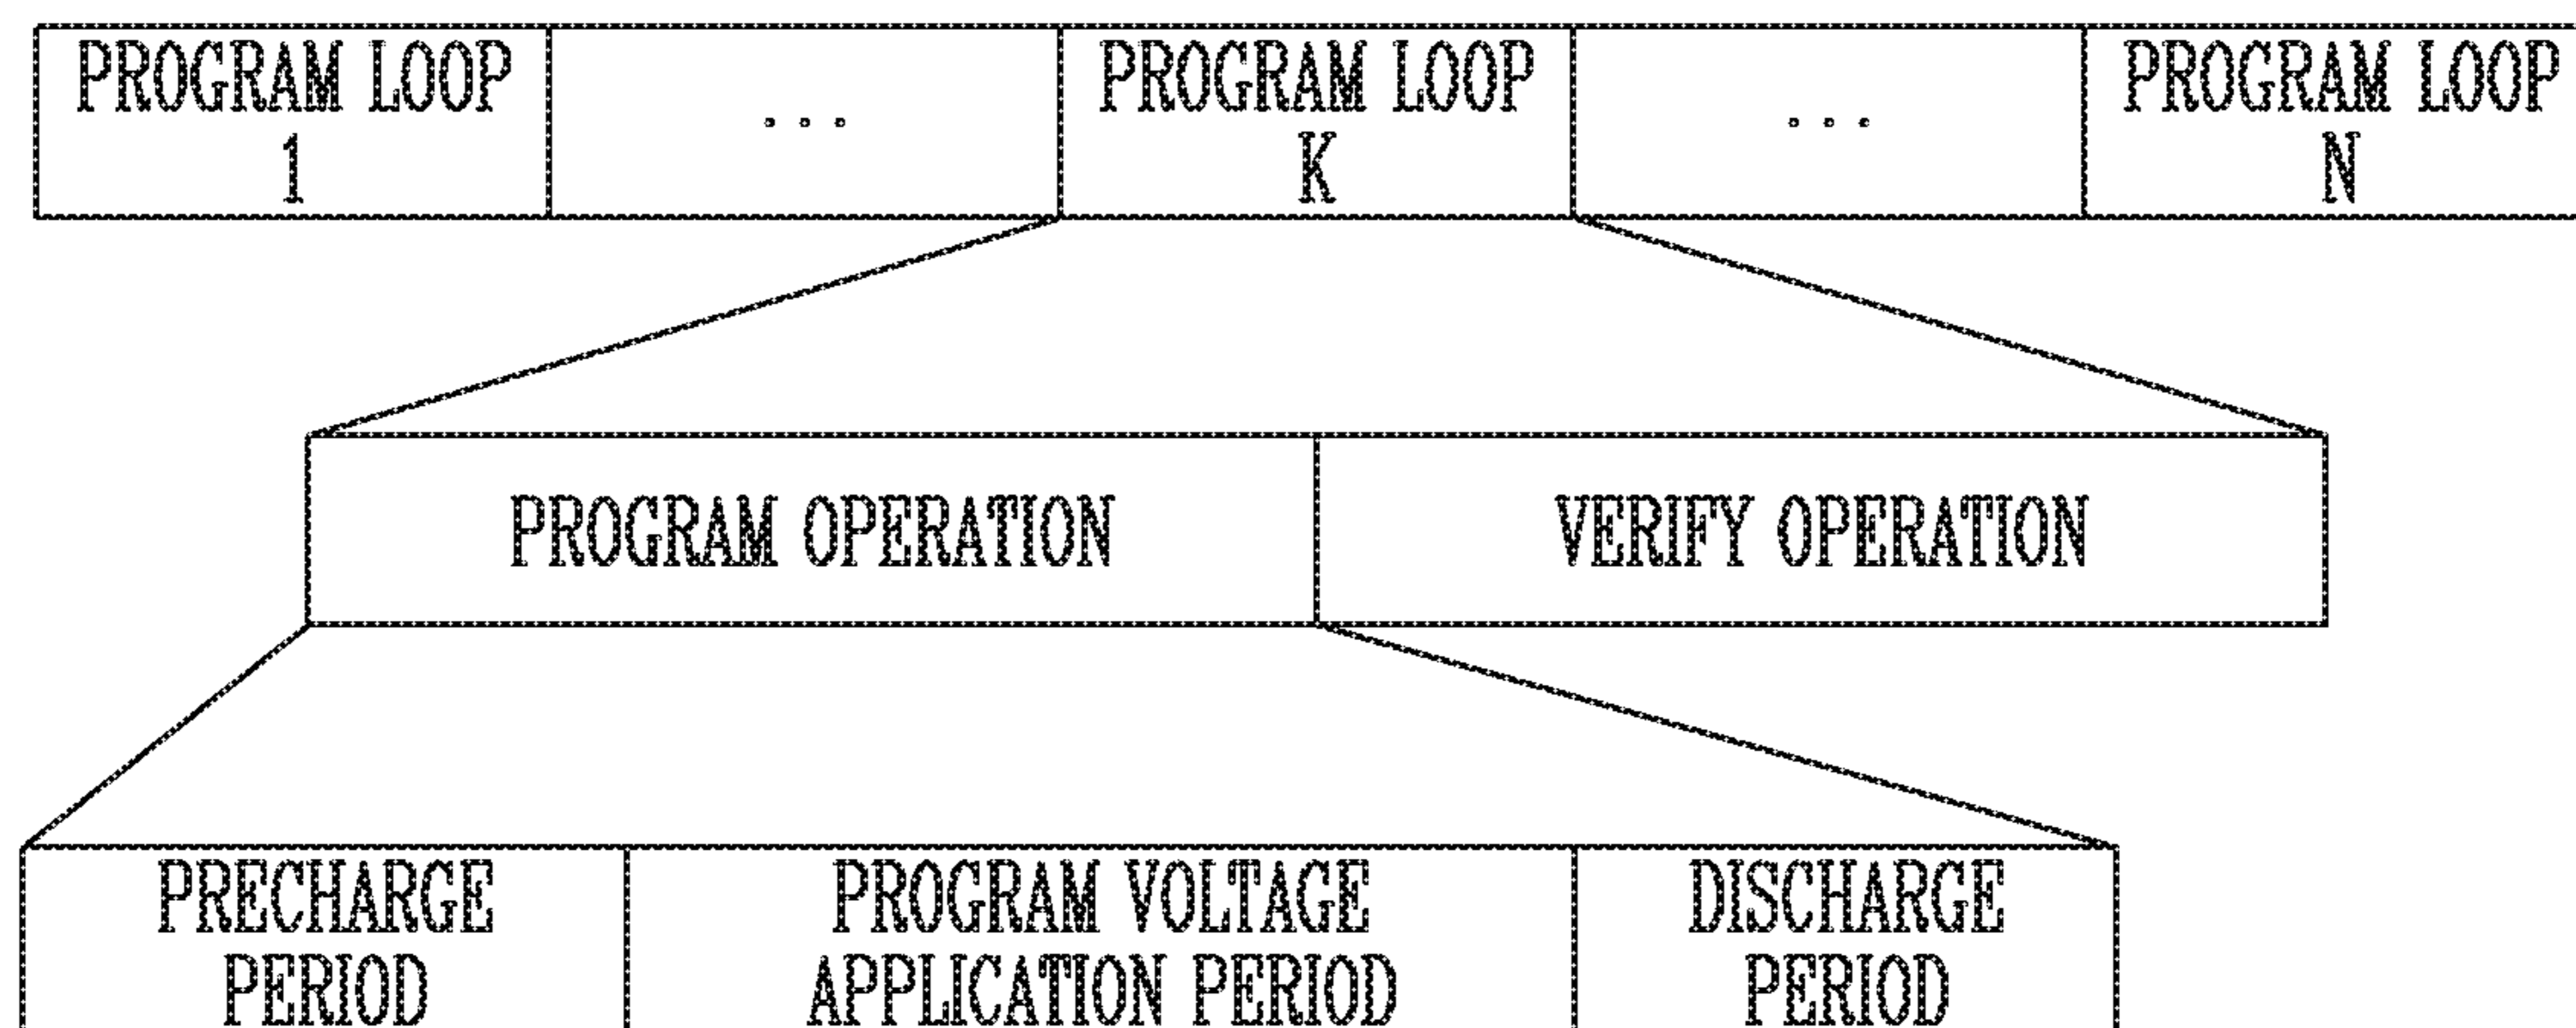 PROGRAM LOOP
1
...
PROGRAM LOOP
K
...
PROGRAM LOOP
N
PROGRAM OPERATION
VERIFY OPERATION
PRECHARGE
PERIOD
PROGRAM VOLTAGE
APPLICATION PERIOD
DISCHARGE
PERIOD